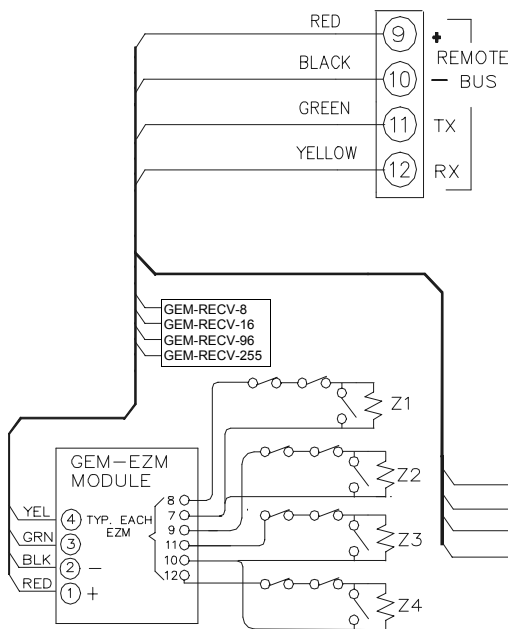 RED 9 +
REMOTE
BLACK 10 − BUS
GREEN 11 TX
YELLOW 12 RX
GEM-RECV-8
GEM-RECV-16
GEM-RECV-96
GEM-RECV-255
Z1
GEM-EZM
MODULE
Z2
8
YEL 4 TYP. EACH 7
EZM 9
GRN 3 11
Z3
BLK 2 − 10
12
RED 1 +
Z4